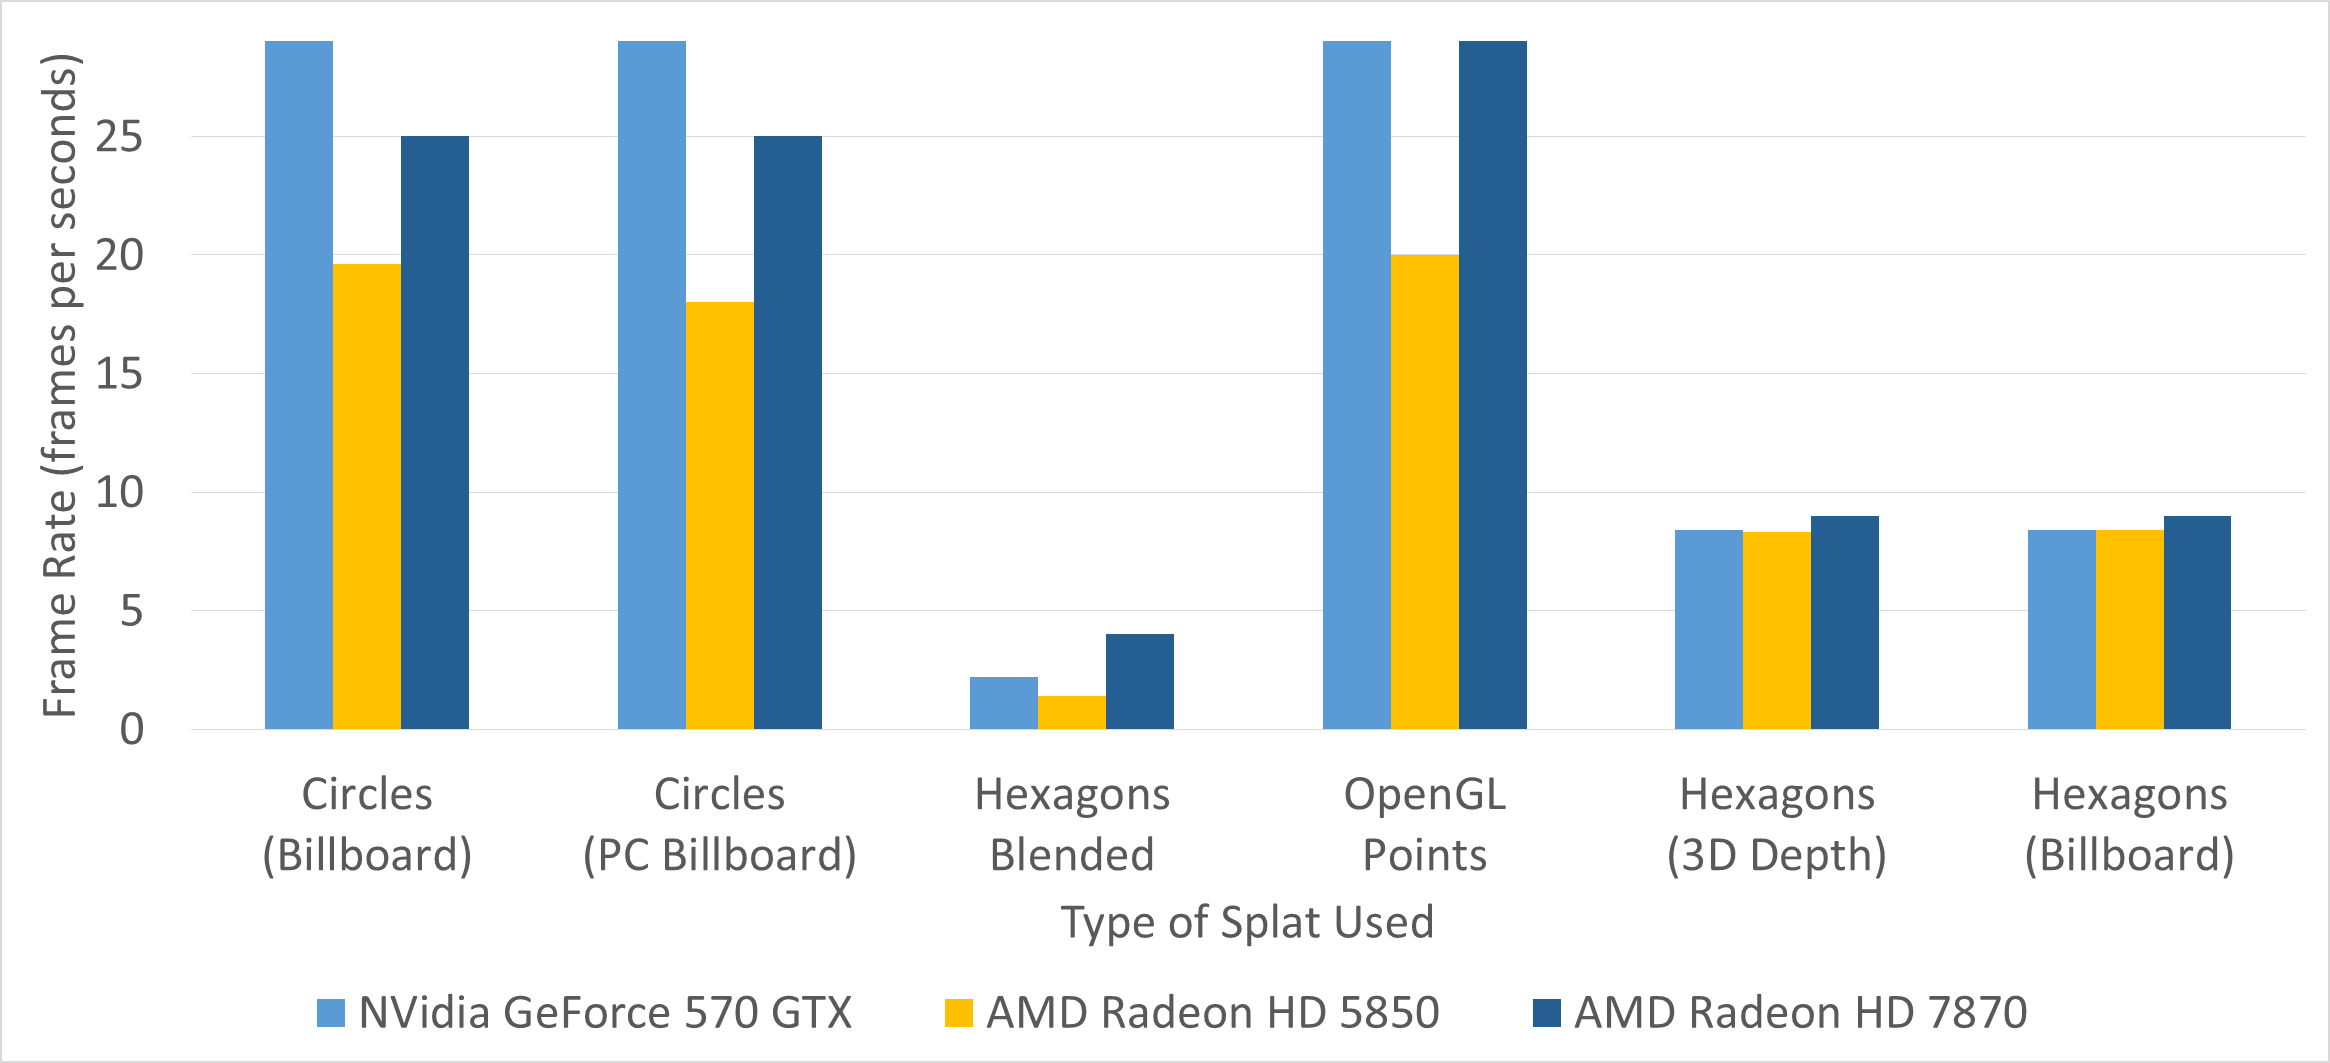 Frame Rate (frames per seconds)
25
20
15
10
5
0
Circles
(Billboard)
Circles
(PC Billboard)
Hexagons
Blended
OpenGL
Points
Hexagons
(3D Depth)
Hexagons
(Billboard)
Type of Splat Used
NVidia GeForce 570 GTX
AMD Radeon HD 5850
AMD Radeon HD 7870